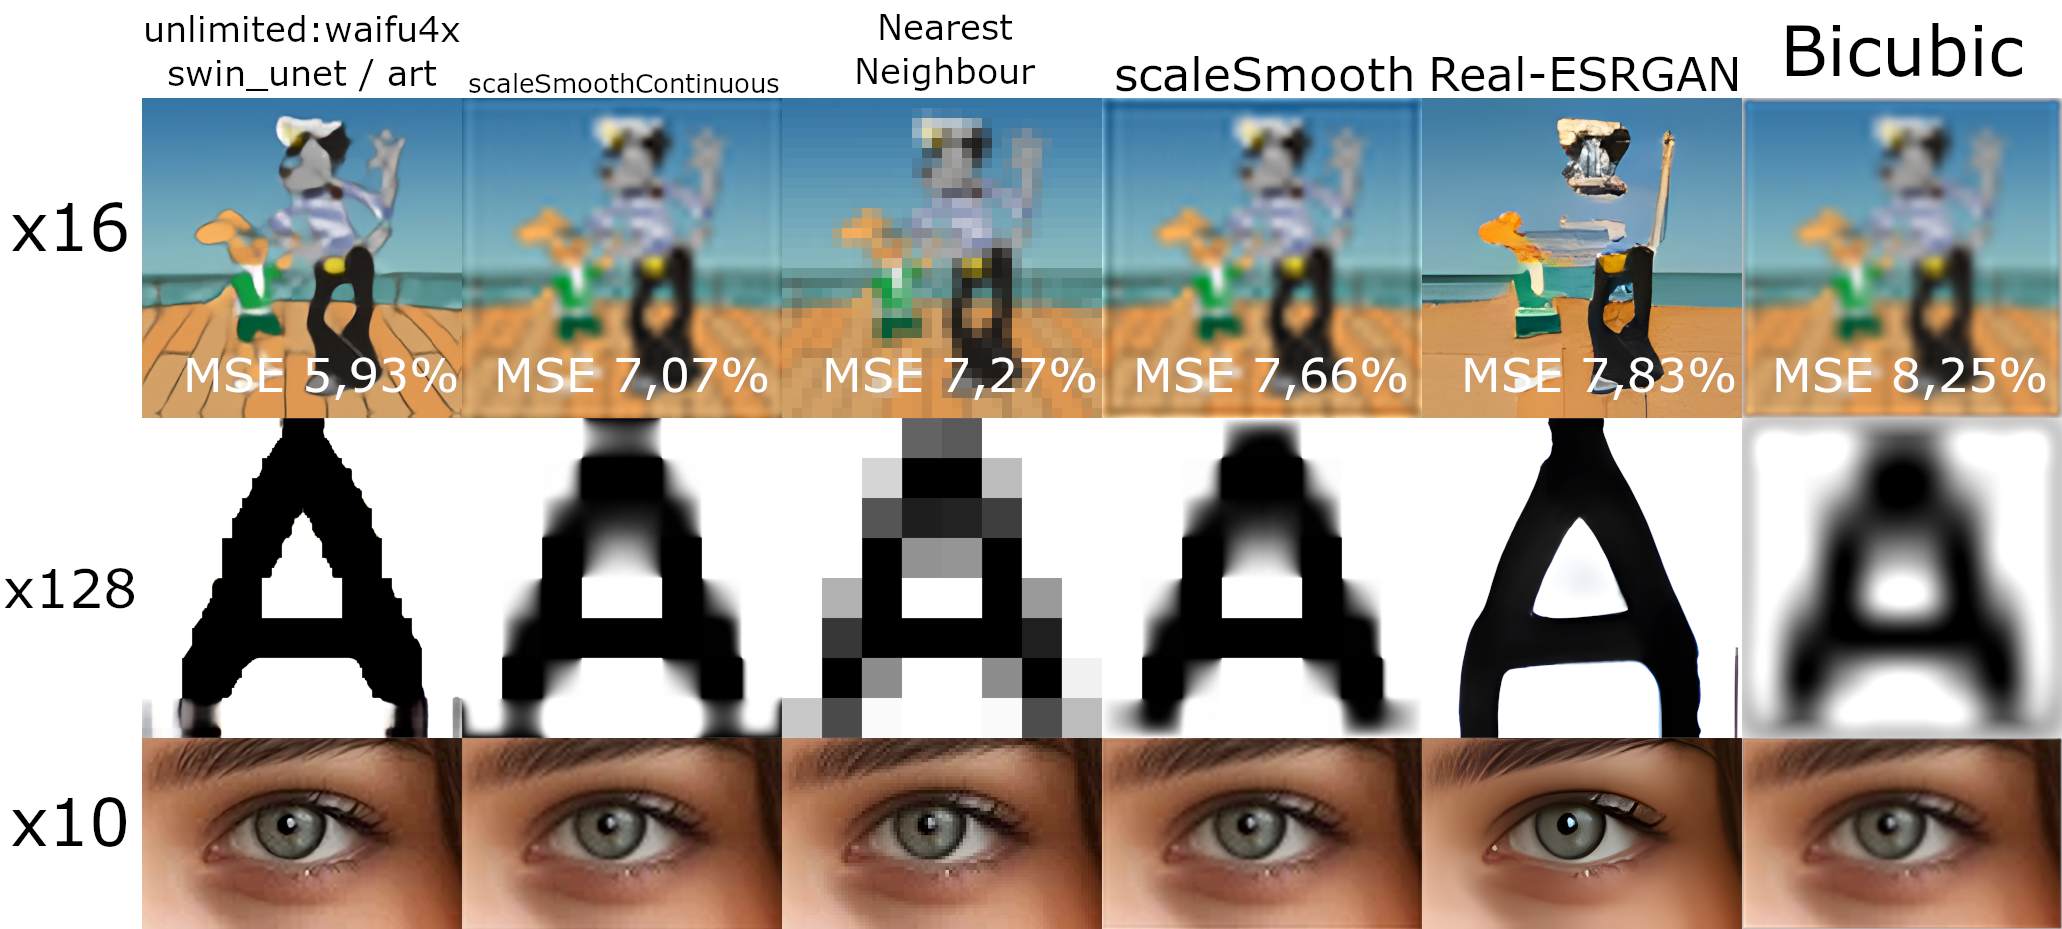 unlimited:waifu4x
swin_unet / art
scaleSmoothContinuous
Nearest
Neighbour
scaleSmooth
Real-ESRGAN
Bicubic
x16
MSE 5,93%
MSE 7,07%
MSE 7,27%
MSE 7,66%
MSE 7,83%
MSE 8,25%
x128
A
A
A
A
A
A
x10